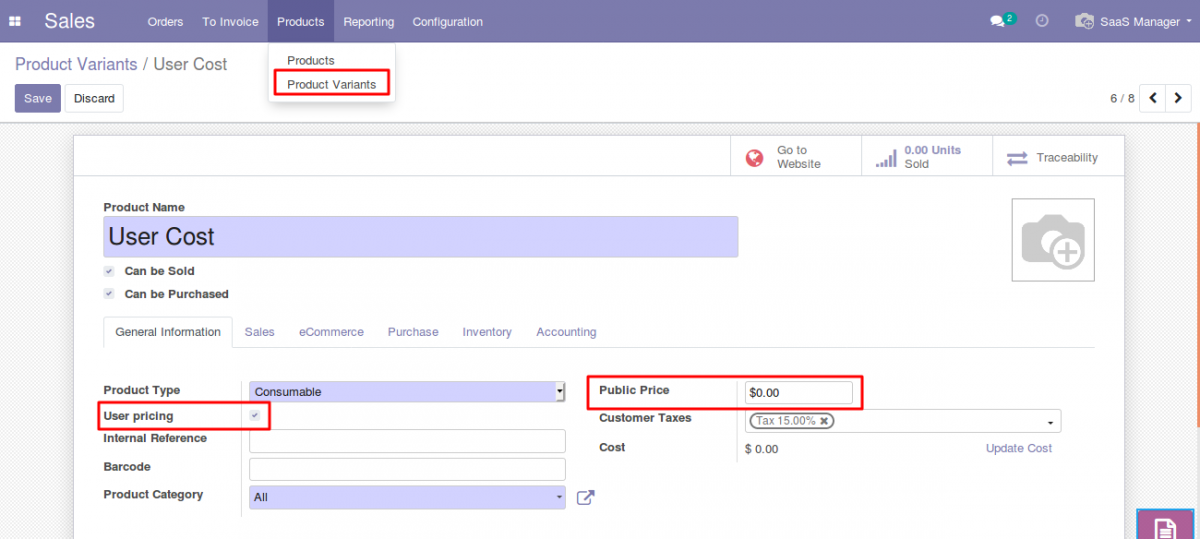 Sales Orders To Invoice Products Reporting Configuration 2 SaaS Manager
Products
Product Variants
Product Variants / User Cost
Save Discard
6 / 8
Go to
Website
0.00 Units
Sold
Traceability
Product Name
User Cost
Can be Sold
Can be Purchased
General Information Sales eCommerce Purchase Inventory Accounting
Product Type Consumable
User pricing
Internal Reference
Barcode
Product Category All
Public Price $0.00
Customer Taxes Tax 15.00%
Cost $ 0.00 Update Cost